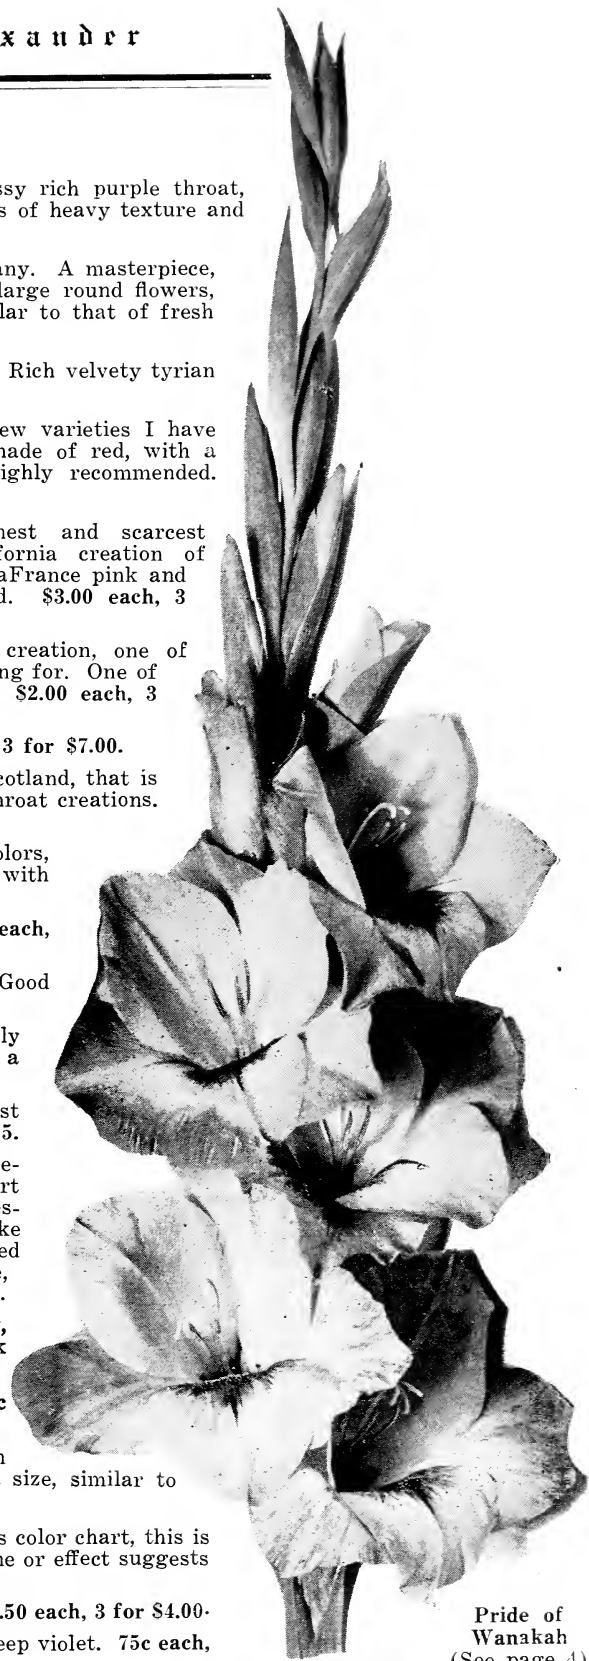 xander
ssy rich purple throat,
s of heavy texture and
any. A masterpiece,
large round flowers,
lar to that of fresh
Rich velvety tyrian
ew varieties I have
hade of red, with a
ighly recommended.
nest and scarcest
fornia creation of
aFrance pink and
d. $3.00 each, 3
creation, one of
ng for. One of
$2.00 each, 3
3 for $7.00.
cotland, that is
hroat creations.
olors,
with
each,
Good
ly
a
st
5.
e-
rt
s-
ke
ed
,
.
,
k
c
n
size, similar to
s color chart, this is
ne or effect suggests
.50 each, 3 for $4.00.
eep violet. 75c each,
Pride of
Wanakah
(See page 4)